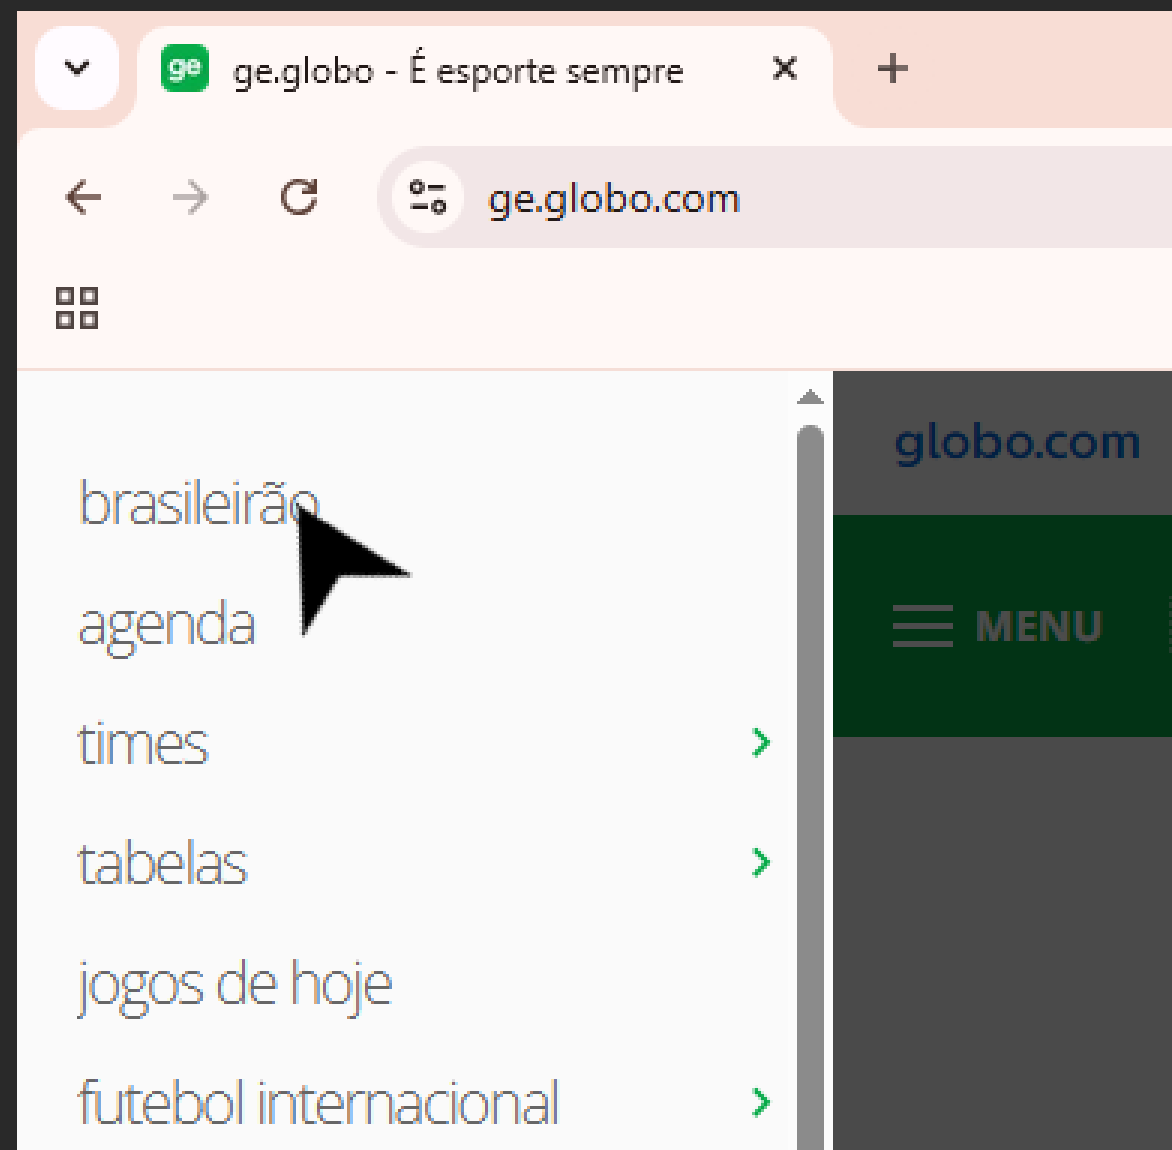 ge
ge.globo - É esporte sempre
ge.globo.com
globo.com
MENU
brasileirão
agenda
times
tabelas
jogos de hoje
futebol internacional